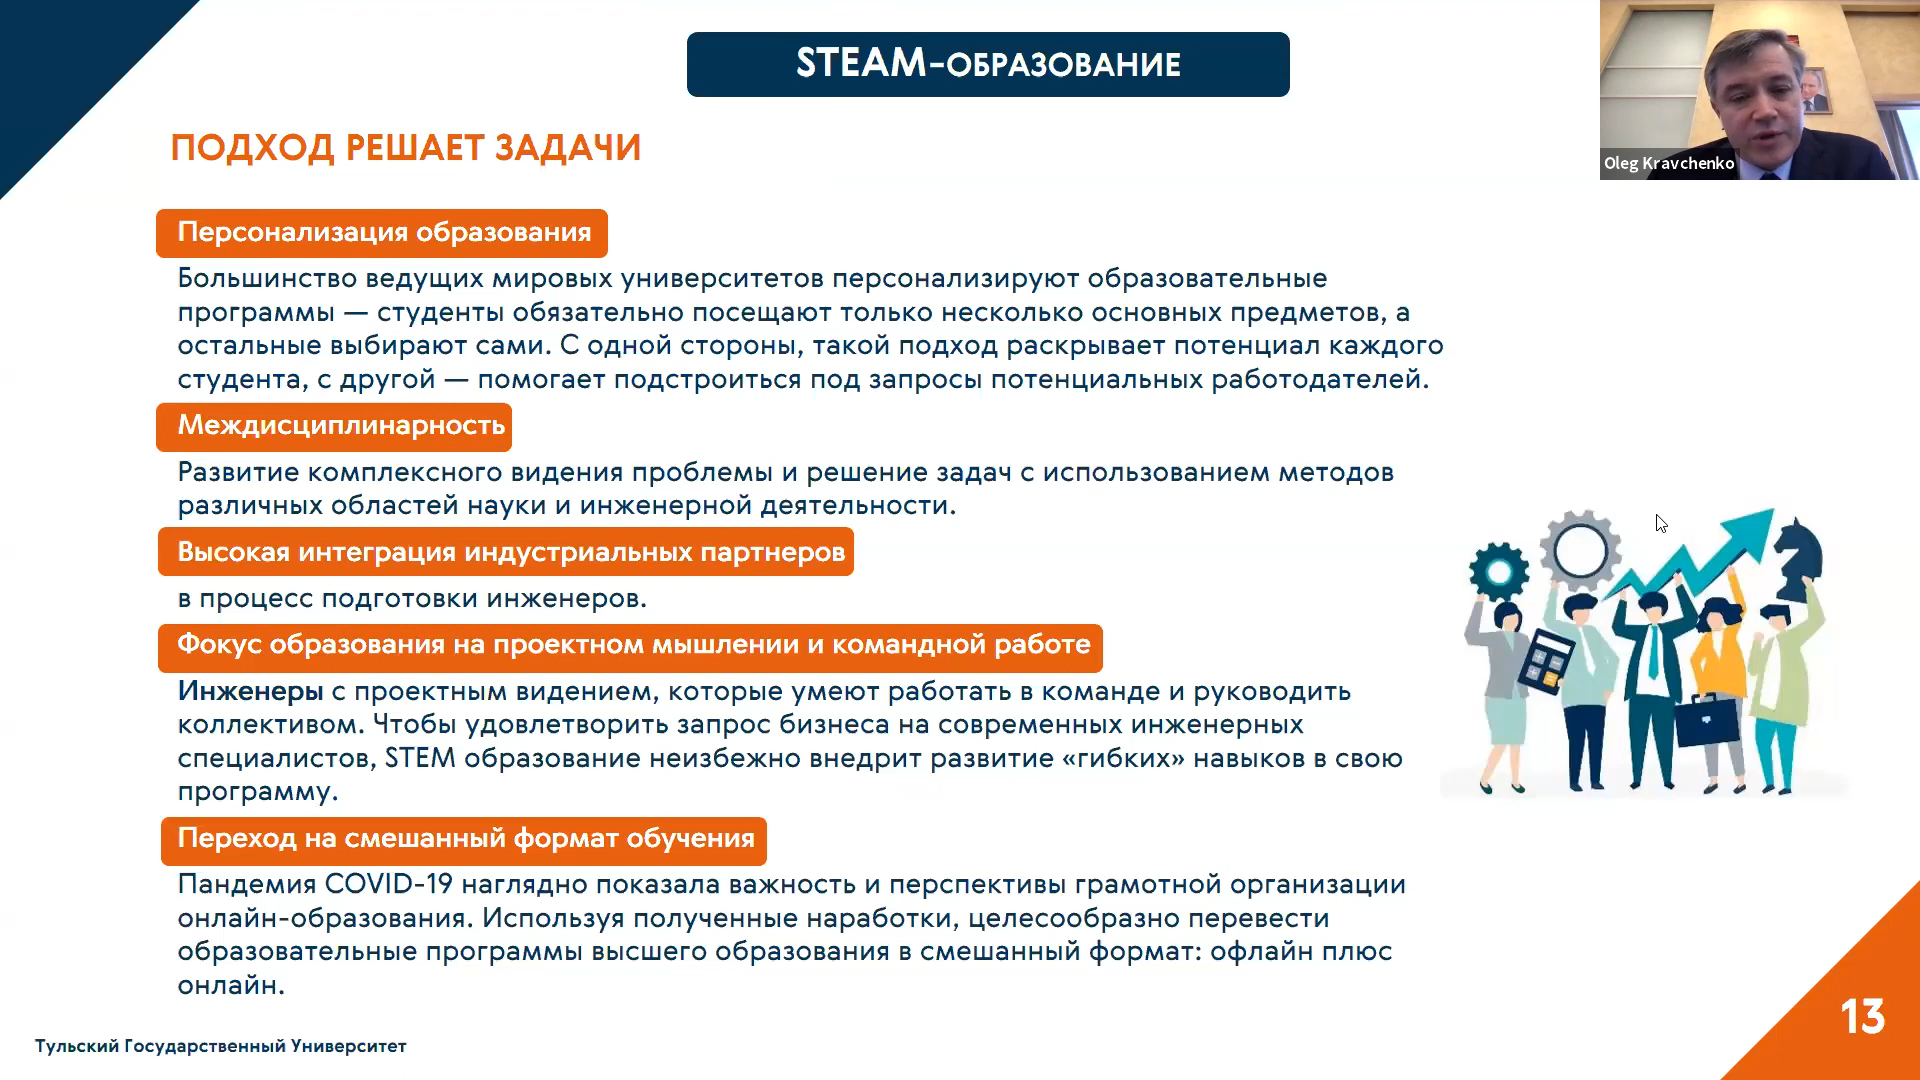 STEAM-ОБРАЗОВАНИЕ
Oleg Kravchenko
ПОДХОД РЕШАЕТ ЗАДАЧИ
Персонализация образования
Большинство ведущих мировых университетов персонализируют образовательные
программы — студенты обязательно посещают только несколько основных предметов, а
остальные выбирают сами. С одной стороны, такой подход раскрывает потенциал каждого
студента, с другой — помогает подстроиться под запросы потенциальных работодателей.
Междисциплинарность
Развитие комплексного видения проблемы и решение задач с использованием методов
различных областей науки и инженерной деятельности.
Высокая интеграция индустриальных партнеров
в процесс подготовки инженеров.
Фокус образования на проектном мышлении и командной работе
Инженеры с проектным видением, которые умеют работать в команде и руководить
коллективом. Чтобы удовлетворить запрос бизнеса на современных инженерных
специалистов, STEM образование неизбежно внедрит развитие «гибких» навыков в свою
программу.
Переход на смешанный формат обучения
Пандемия COVID-19 наглядно показала важность и перспективы грамотной организации
онлайн-образования. Используя полученные наработки, целесообразно перевести
образовательные программы высшего образования в смешанный формат: офлайн плюс
онлайн.
13
Тульский Государственный Университет